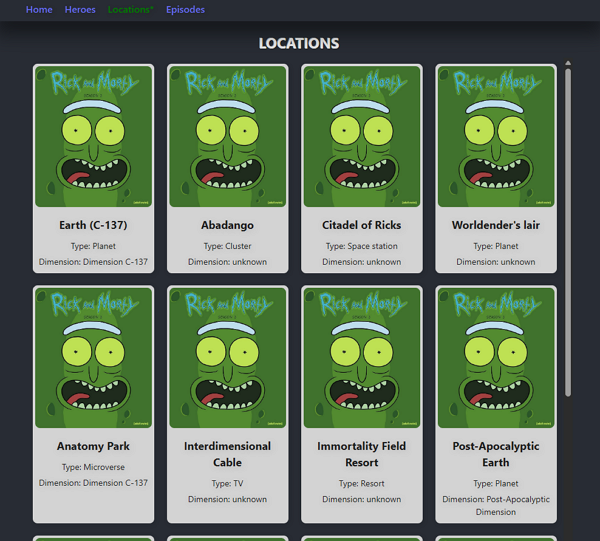 Home Heroes Locations* Episodes
LOCATIONS
Rick and Morty Rick and Morty Rick and Morty Rick and Morty
Earth (C-137) Abadango Citadel of Ricks Worldender's lair
Type: Planet Type: Cluster Type: Space station Type: Planet
Dimension: Dimension C-137 Dimension: unknown Dimension: unknown Dimension: unknown
Rick and Morty Rick and Morty Rick and Morty Rick and Morty
Anatomy Park
Type: Microverse
Dimension: Dimension C-137
Interdimensional
Cable
Type: TV
Dimension: unknown
Immortality Field
Resort
Type: Resort
Dimension: unknown
Post-Apocalyptic
Earth
Type: Planet
Dimension: Post-Apocalyptic
Dimension